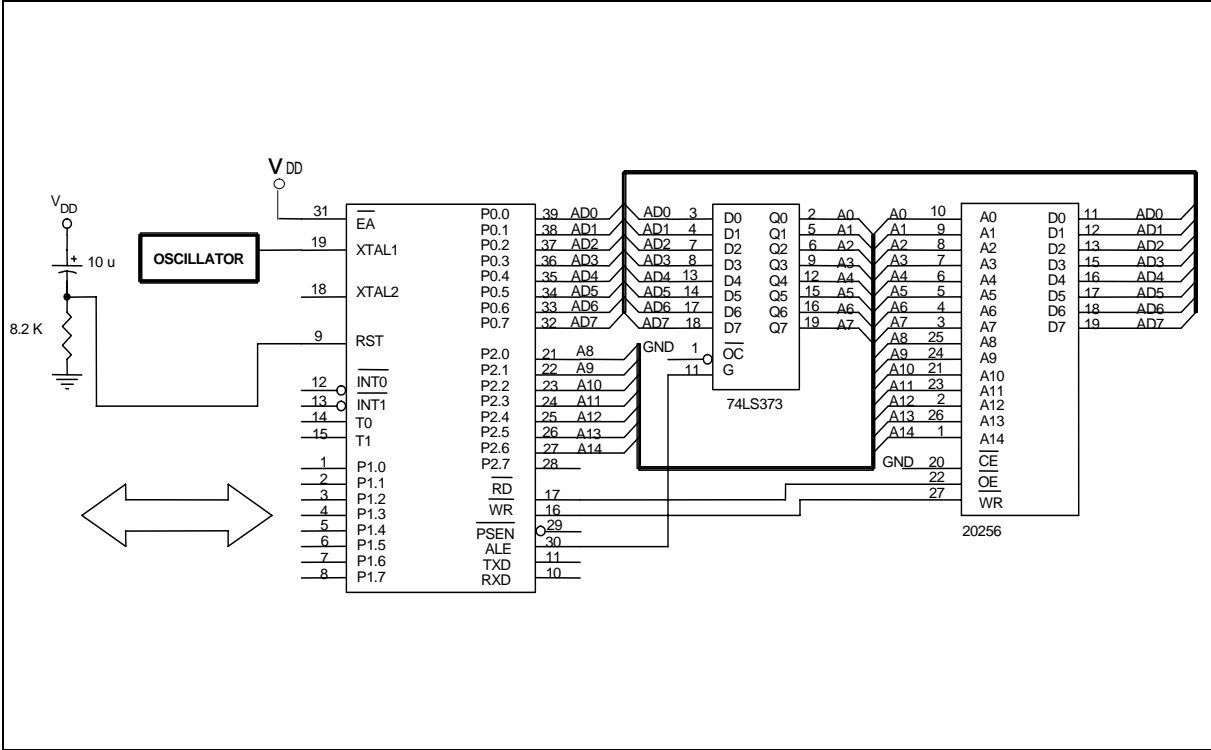 VDD
VDD
+
10 u
8.2 K
OSCILLATOR
31 EA
19 XTAL1
18 XTAL2
9 RST
12 INT0
13 INT1
14 T0
15 T1
1 P1.0
2 P1.1
3 P1.2
4 P1.3
5 P1.4
6 P1.5
7 P1.6
8 P1.7
P0.0 39 AD0
P0.1 38 AD1
P0.2 37 AD2
P0.3 36 AD3
P0.4 35 AD4
P0.5 34 AD5
P0.6 33 AD6
P0.7 32 AD7
P2.0 21 A8
P2.1 22 A9
P2.2 23 A10
P2.3 24 A11
P2.4 25 A12
P2.5 26 A13
P2.6 27 A14
P2.7 28
RD 17
WR 16
PSEN 29
ALE 30
TXD 11
RXD 10
AD0 3 D0 Q0 2 A0
AD1 4 D1 Q1 5 A1
AD2 7 D2 Q2 6 A2
AD3 8 D3 Q3 9 A3
AD4 13 D4 Q4 12 A4
AD5 14 D5 Q5 15 A5
AD6 17 D6 Q6 16 A6
AD7 18 D7 Q7 19 A7
GND 1 OC
11 G
74LS373
A0 10 A0 D0 11 AD0
A1 9 A1 D1 12 AD1
A2 8 A2 D2 13 AD2
A3 7 A3 D3 15 AD3
A4 6 A4 D4 16 AD4
A5 5 A5 D5 17 AD5
A6 4 A6 D6 18 AD6
A7 3 A7 D7 19 AD7
A8 25 A8
A9 24 A9
A10 21 A10
A11 23 A11
A12 2 A12
A13 26 A13
A14 1 A14
GND 20 CE
22 OE
27 WR
20256